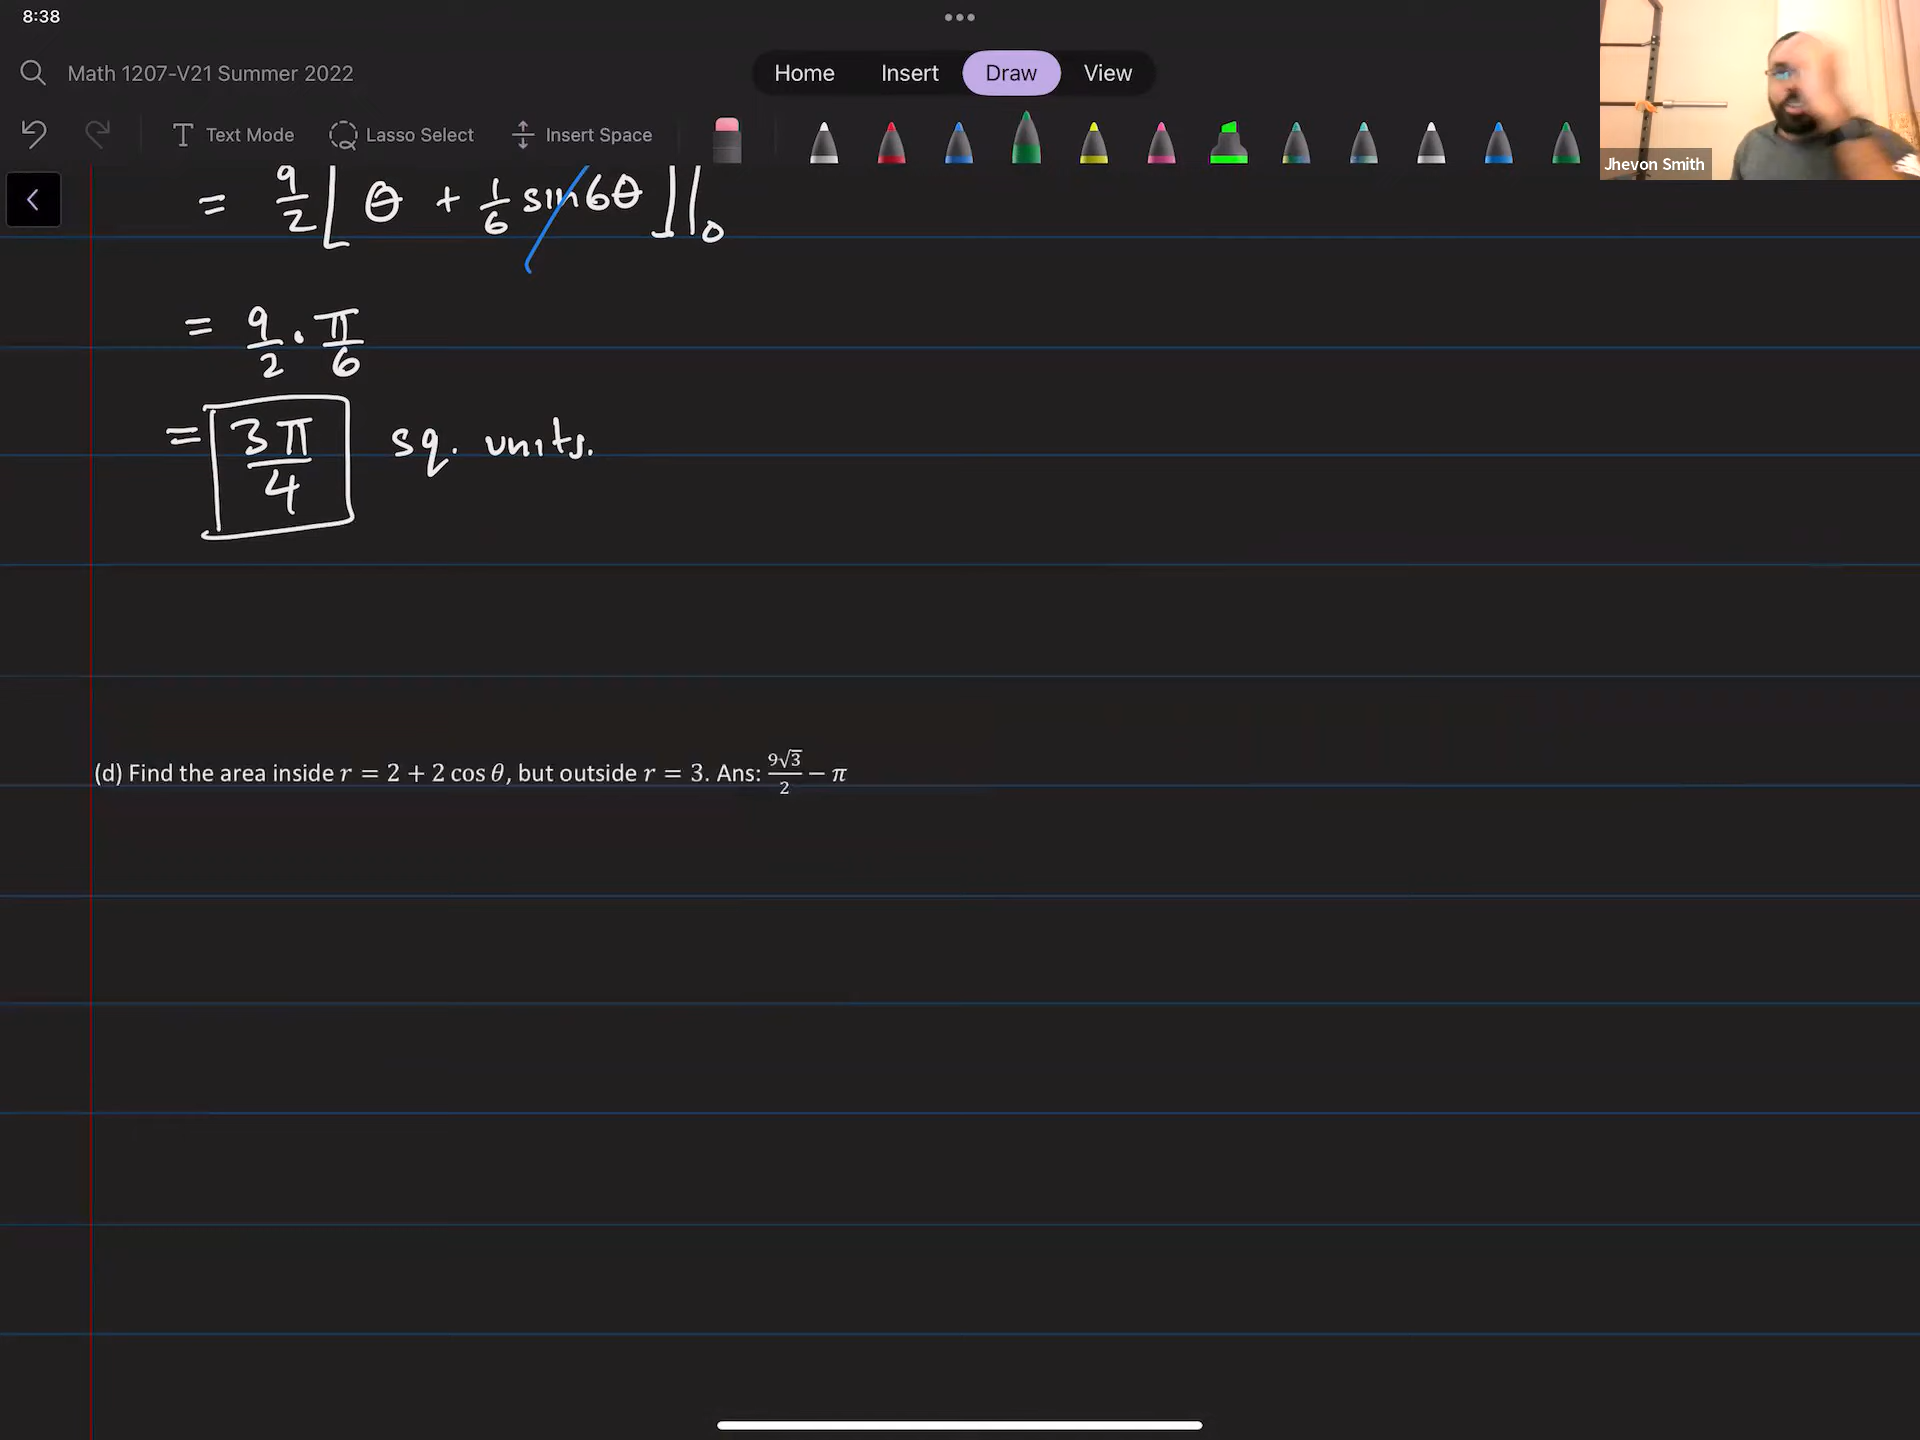 8:38
Math 1207-V21 Summer 2022
Home Insert Draw View
Text Mode Lasso Select Insert Space
Jhevon Smith
= 9/2 [ θ + 1/6 sin6θ ] |₀
= 9/2 · π/6
= 3π/4 sq. units.
(d) Find the area inside r = 2 + 2 cos θ, but outside r = 3. Ans: 9√3/2 − π